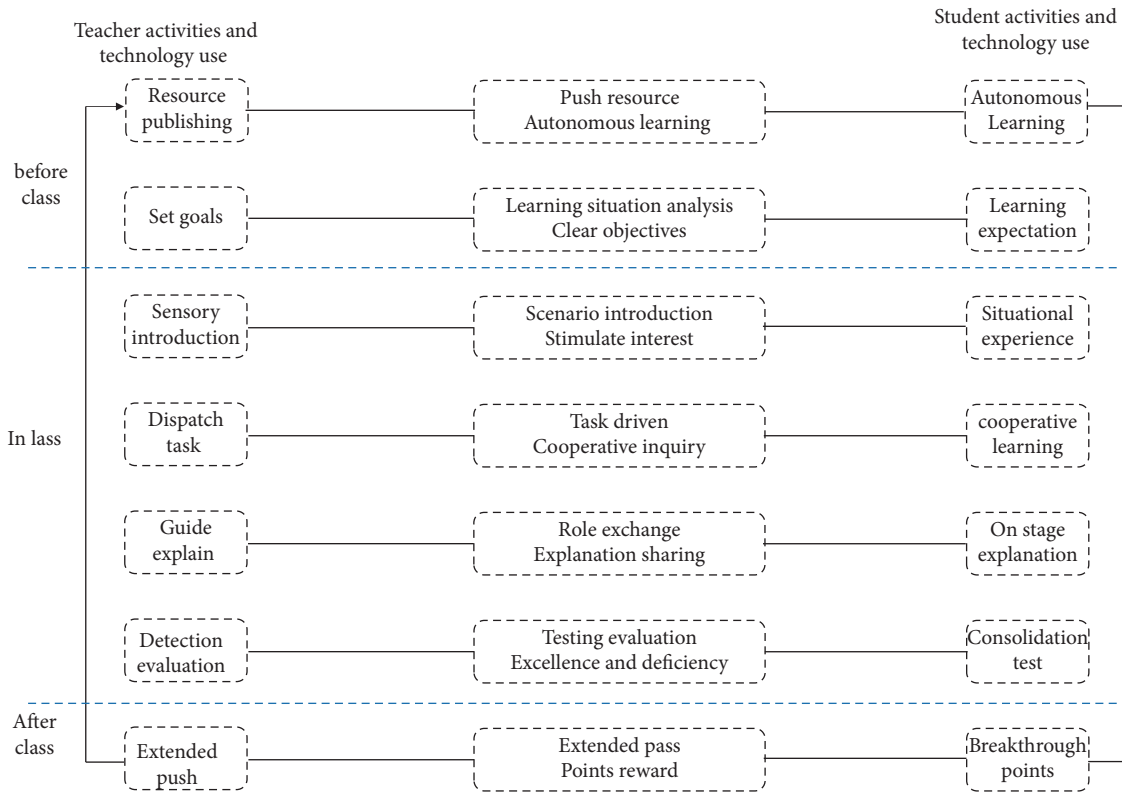 Teacher activities and
technology use
Student activities and
technology use
before
class
Resource
publishing
Push resource
Autonomous learning
Autonomous
Learning
Set goals
Learning situation analysis
Clear objectives
Learning
expectation
In lass
Sensory
introduction
Scenario introduction
Stimulate interest
Situational
experience
Dispatch
task
Task driven
Cooperative inquiry
cooperative
learning
Guide
explain
Role exchange
Explanation sharing
On stage
explanation
Detection
evaluation
Testing evaluation
Excellence and deficiency
Consolidation
test
After
class
Extended
push
Extended pass
Points reward
Breakthrough
points